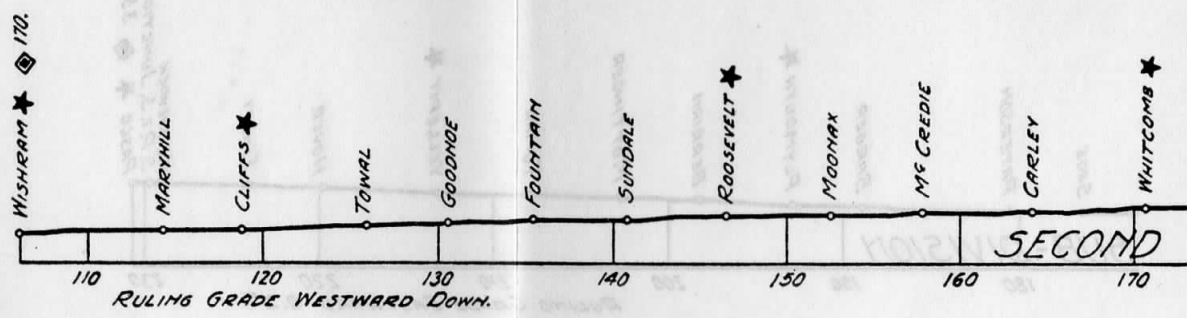 WISHRAM ★ 170.
MARYHILL
CLIFFS ★
TOWAL
GOODNOE
FOUNTAIN
SUNDALE
ROOSEVELT ★
MOONAX
McCREDIE
CARLEY
WHITCOMB ★
SECOND
110 120 130 140 150 160 170
RULING GRADE WESTWARD DOWN.